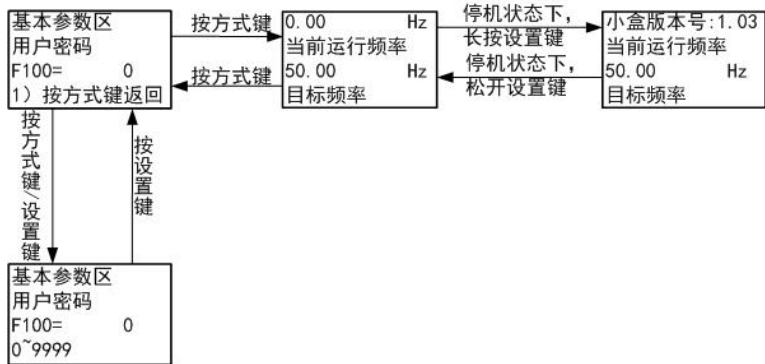 基本参数区
用户密码
F100= 0
1) 按方式键返回
按方式键
按方式键
0.00 Hz
当前运行频率
50.00 Hz
目标频率
停机状态下,
长按设置键
停机状态下,
松开设置键
小盒版本号:1.03
当前运行频率
50.00 Hz
目标频率
按方式键/设置键
按设置键
基本参数区
用户密码
F100= 0
0~9999